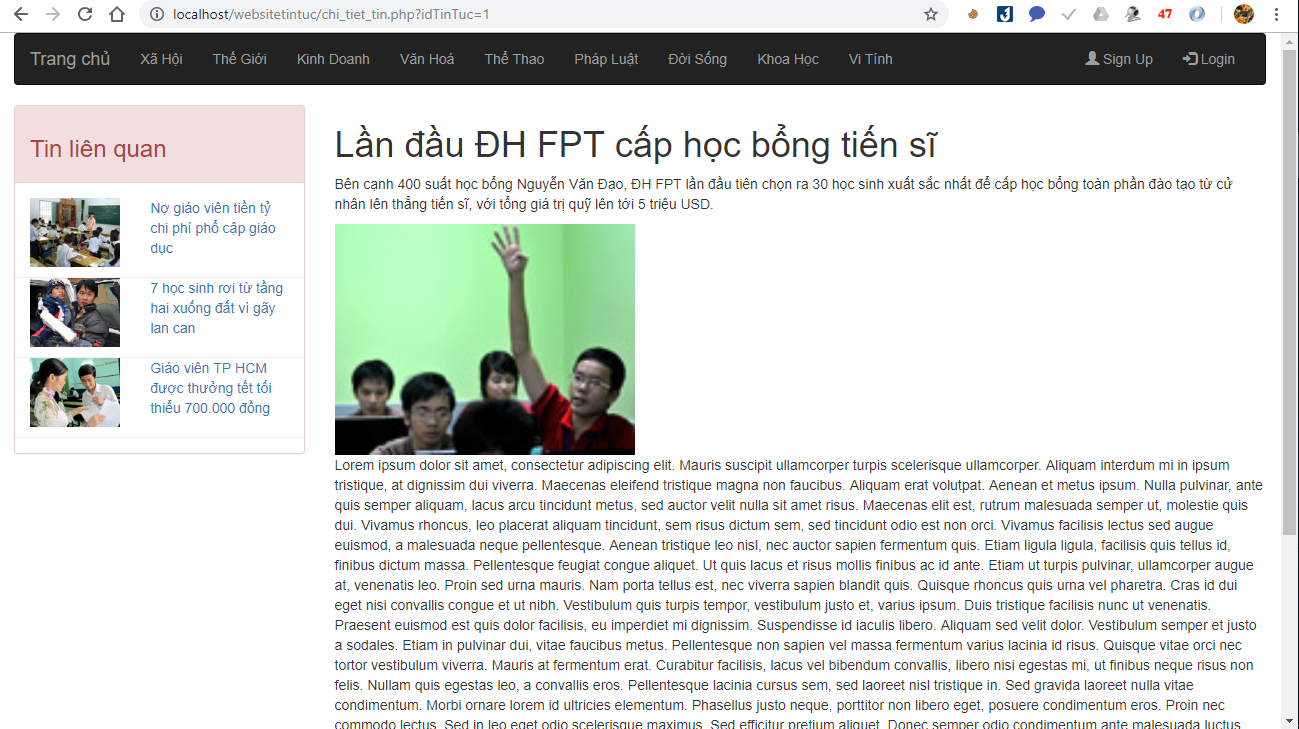 localhost/websitetintuc/chi_tiet_tin.php?idTinTuc=1
47
Trang chủ Xã Hội Thế Giới Kinh Doanh Văn Hoá Thể Thao Pháp Luật Đời Sống Khoa Học Vi Tính Sign Up Login
Tin liên quan
Nợ giáo viên tiền tỷ
chi phí phổ cập giáo
dục
7 học sinh rơi từ tầng
hai xuống đất vì gãy
lan can
Giáo viên TP HCM
được thưởng tết tối
thiểu 700.000 đồng
Lần đầu ĐH FPT cấp học bổng tiến sĩ
Bên cạnh 400 suất học bổng Nguyễn Văn Đạo, ĐH FPT lần đầu tiên chọn ra 30 học sinh xuất sắc nhất để cấp học bổng toàn phần đào tạo từ cử
nhân lên thẳng tiến sĩ, với tổng giá trị quỹ lên tới 5 triệu USD.
Lorem ipsum dolor sit amet, consectetur adipiscing elit. Mauris suscipit ullamcorper turpis scelerisque ullamcorper. Aliquam interdum mi in ipsum
tristique, at dignissim dui viverra. Maecenas eleifend tristique magna non faucibus. Aliquam erat volutpat. Aenean et metus ipsum. Nulla pulvinar, ante
quis semper aliquam, lacus arcu tincidunt metus, sed auctor velit nulla sit amet risus. Maecenas elit est, rutrum malesuada semper ut, molestie quis
dui. Vivamus rhoncus, leo placerat aliquam tincidunt, sem risus dictum sem, sed tincidunt odio est non orci. Vivamus facilisis lectus sed augue
euismod, a malesuada neque pellentesque. Aenean tristique leo nisl, nec auctor sapien fermentum quis. Etiam ligula ligula, facilisis quis tellus id,
finibus dictum massa. Pellentesque feugiat congue aliquet. Ut quis lacus et risus mollis finibus ac id ante. Etiam ut turpis pulvinar, ullamcorper augue
at, venenatis leo. Proin sed urna mauris. Nam porta tellus est, nec viverra sapien blandit quis. Quisque rhoncus quis urna vel pharetra. Cras id dui
eget nisi convallis congue et ut nibh. Vestibulum quis turpis tempor, vestibulum justo et, varius ipsum. Duis tristique facilisis nunc ut venenatis.
Praesent euismod est quis dolor facilisis, eu imperdiet mi dignissim. Suspendisse id iaculis libero. Aliquam sed velit dolor. Vestibulum semper et justo
a sodales. Etiam in pulvinar dui, vitae faucibus metus. Pellentesque non sapien vel massa fermentum varius lacinia id risus. Quisque vitae orci nec
tortor vestibulum viverra. Mauris at fermentum erat. Curabitur facilisis, lacus vel bibendum convallis, libero nisi egestas mi, ut finibus neque risus non
felis. Nullam quis egestas leo, a convallis eros. Pellentesque lacinia cursus sem, sed laoreet nisl tristique in. Sed gravida laoreet nulla vitae
condimentum. Morbi ornare lorem id ultricies elementum. Phasellus justo neque, porttitor non libero eget, posuere condimentum eros. Proin nec
commodo lectus. Sed in leo eget odio scelerisque maximus. Sed efficitur pretium aliquet. Donec semper odio condimentum ante malesuada luctus